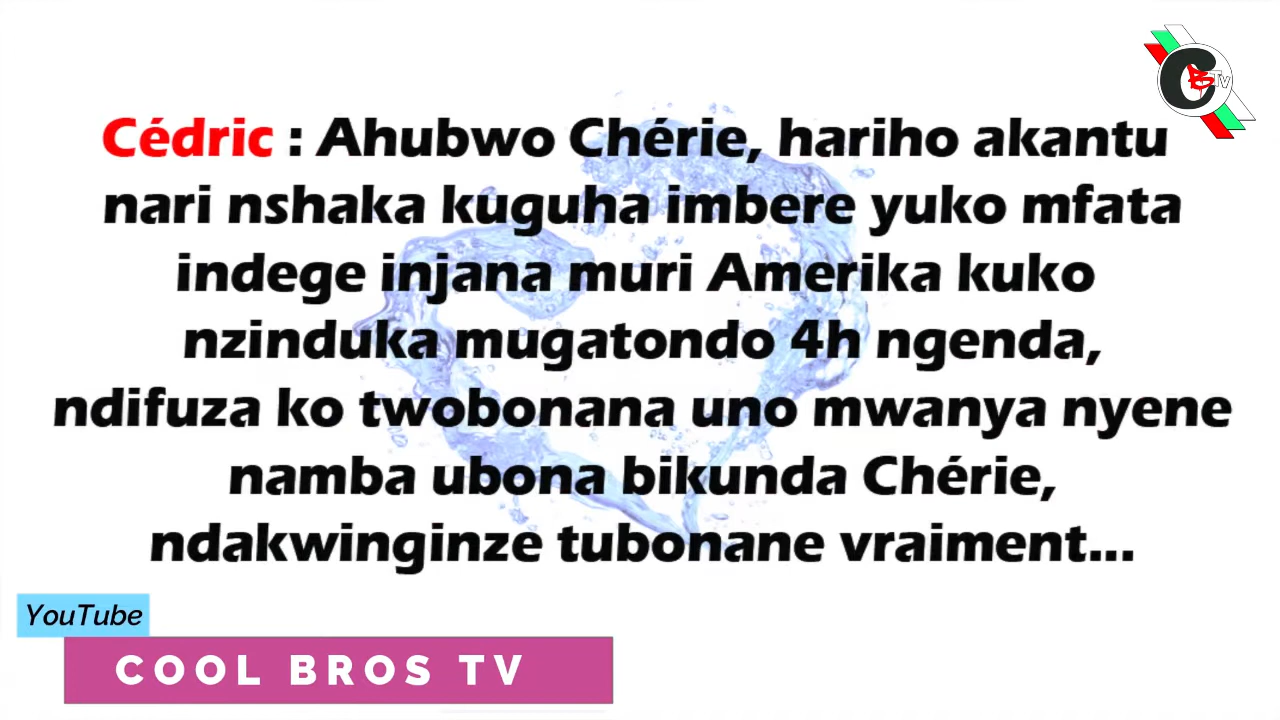 Cédric : Ahubwo Chérie, hariho akantu
nari nshaka kuguha imbere yuko mfata
indege injana muri Amerika kuko
nzinduka mugatondo 4h ngenda,
ndifuza ko twobonana uno mwanya nyene
namba ubona bikunda Chérie,
ndakwinginze tubonane vraiment...
YouTube
COOL BROS TV
CBTv